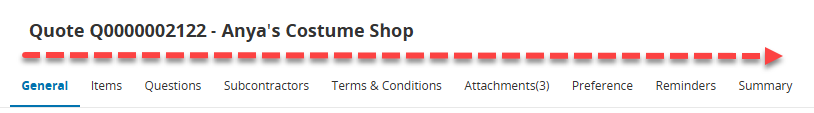 Quote Q0000002122 - Anya's Costume Shop
General Items Questions Subcontractors Terms & Conditions Attachments(3) Preference Reminders Summary